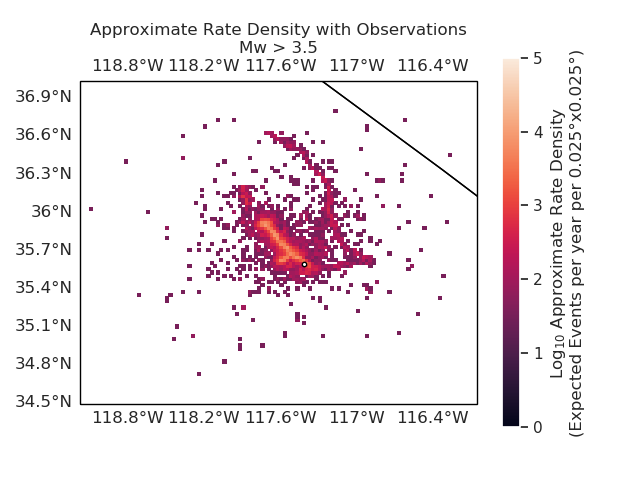 Approximate Rate Density with Observations
Mw > 3.5
118.8°W 118.2°W 117.6°W 117°W 116.4°W
36.9°N
36.6°N
36.3°N
36°N
35.7°N
35.4°N
35.1°N
34.8°N
34.5°N
118.8°W 118.2°W 117.6°W 117°W 116.4°W
5
4
3
2
1
0
Log₁₀ Approximate Rate Density
(Expected Events per year per 0.025°x0.025°)